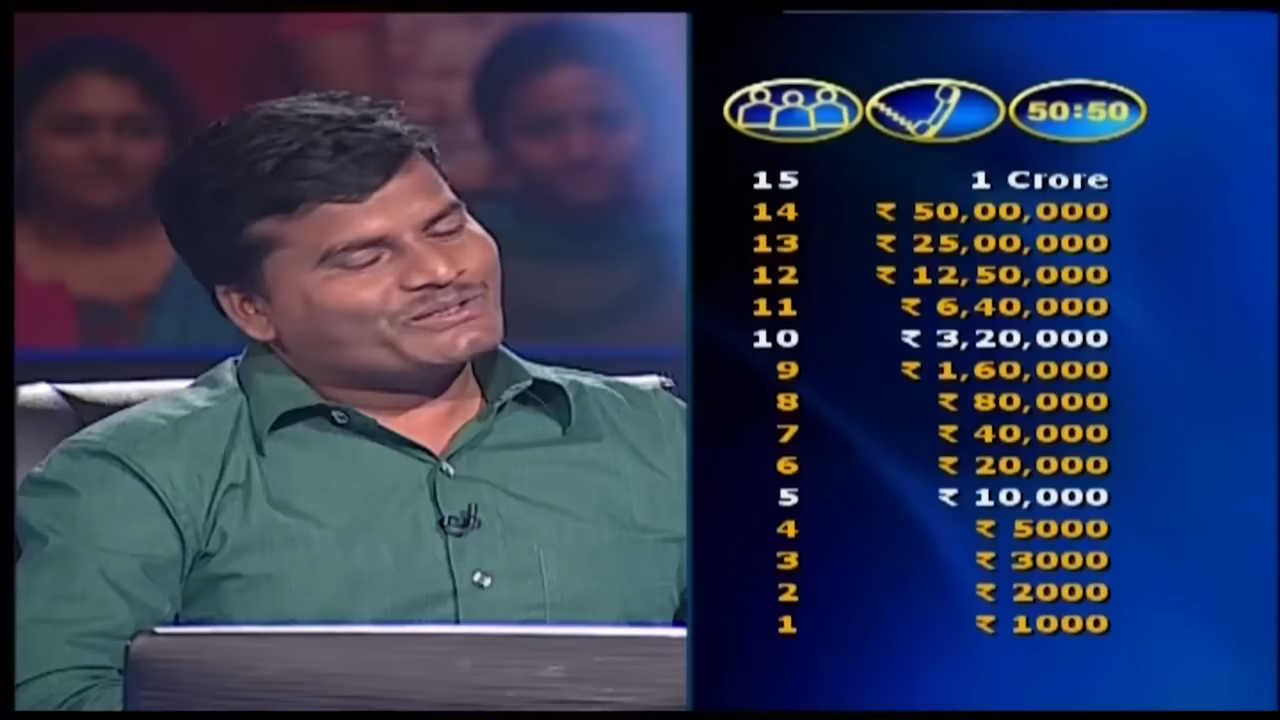 50:50
15 1 Crore
14 ₹ 50,00,000
13 ₹ 25,00,000
12 ₹ 12,50,000
11 ₹ 6,40,000
10 ₹ 3,20,000
9 ₹ 1,60,000
8 ₹ 80,000
7 ₹ 40,000
6 ₹ 20,000
5 ₹ 10,000
4 ₹ 5000
3 ₹ 3000
2 ₹ 2000
1 ₹ 1000